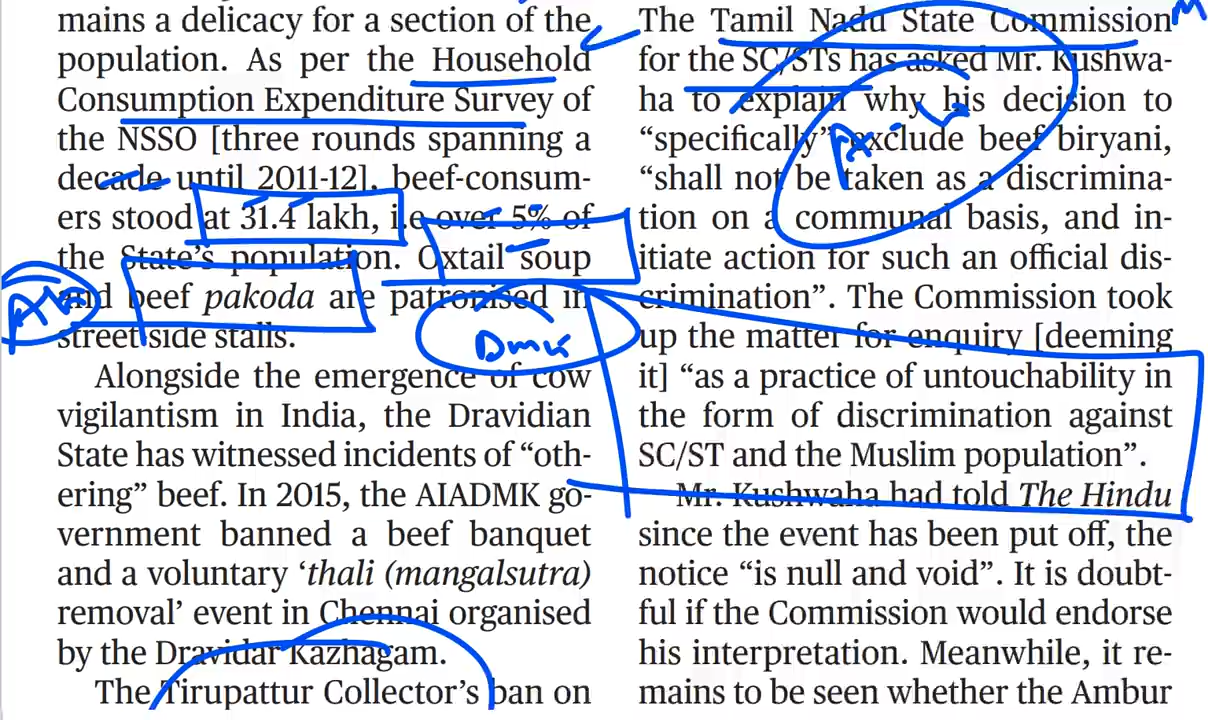 mains a delicacy for a section of the
population. As per the Household
Consumption Expenditure Survey of
the NSSO [three rounds spanning a
decade until 2011-12], beef-consum-
ers stood at 31.4 lakh, i.e over 5% of
the State's population. Oxtail soup
and beef pakoda are patronised in
street side stalls.
Alongside the emergence of cow
vigilantism in India, the Dravidian
State has witnessed incidents of “oth-
ering” beef. In 2015, the AIADMK go-
vernment banned a beef banquet
and a voluntary ‘thali (mangalsutra)
removal’ event in Chennai organised
by the Dravidar Kazhagam.
The Tirupattur Collector's ban on
The Tamil Nadu State Commission
for the SC/STs has asked Mr. Kushwa-
ha to explain why his decision to
“specifically” exclude beef biryani,
“shall not be taken as a discrimina-
tion on a communal basis, and in-
itiate action for such an official dis-
crimination”. The Commission took
up the matter for enquiry [deeming
it] “as a practice of untouchability in
the form of discrimination against
SC/ST and the Muslim population”.
Mr. Kushwaha had told The Hindu
since the event has been put off, the
notice “is null and void”. It is doubt-
ful if the Commission would endorse
his interpretation. Meanwhile, it re-
mains to be seen whether the Ambur
DMK